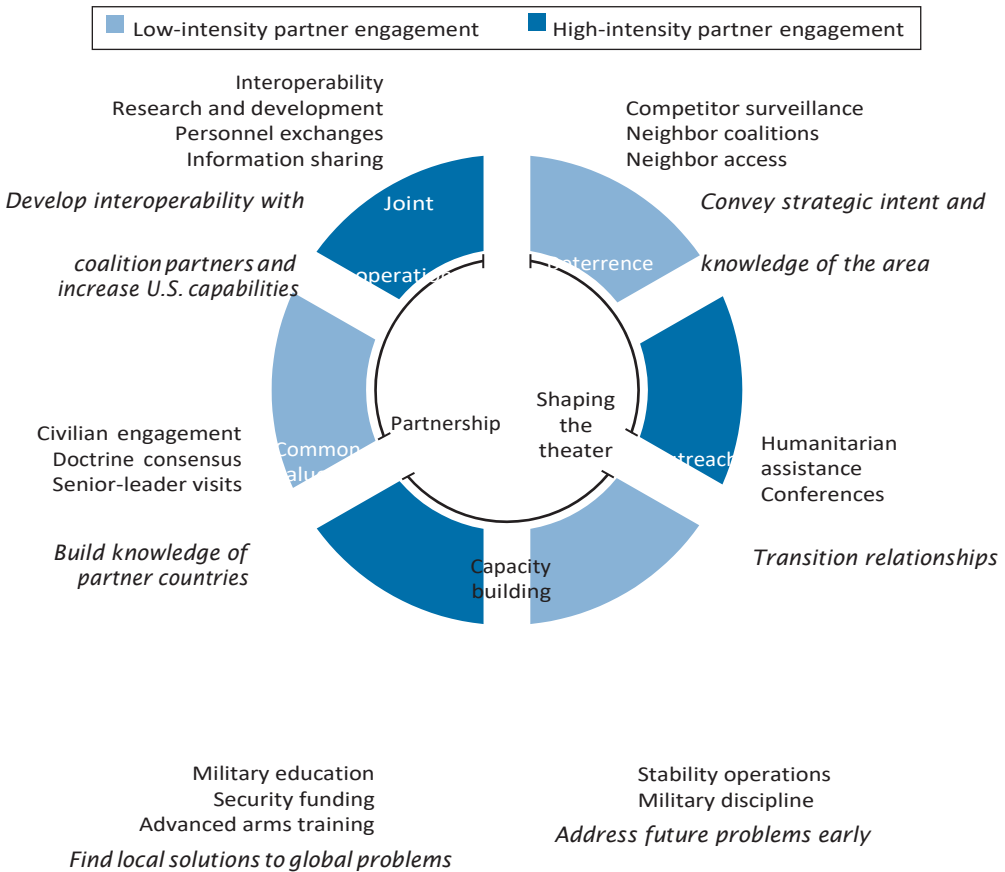 Low-intensity partner engagement
High-intensity partner engagement
Interoperability
Research and development
Personnel exchanges
Information sharing
Develop interoperability with
coalition partners and
increase U.S. capabilities
Competitor surveillance
Neighbor coalitions
Neighbor access
Convey strategic intent and
knowledge of the area
Joint
operation
Deterrence
Partnership
Shaping
the
theater
Common
Civilian engagement
Doctrine consensus
Senior-leader visits
Build knowledge of
partner countries
Humanitarian
assistance
Conferences
Transition relationships
Capacity
building
Military education
Security funding
Advanced arms training
Find local solutions to global problems
Stability operations
Military discipline
Address future problems early